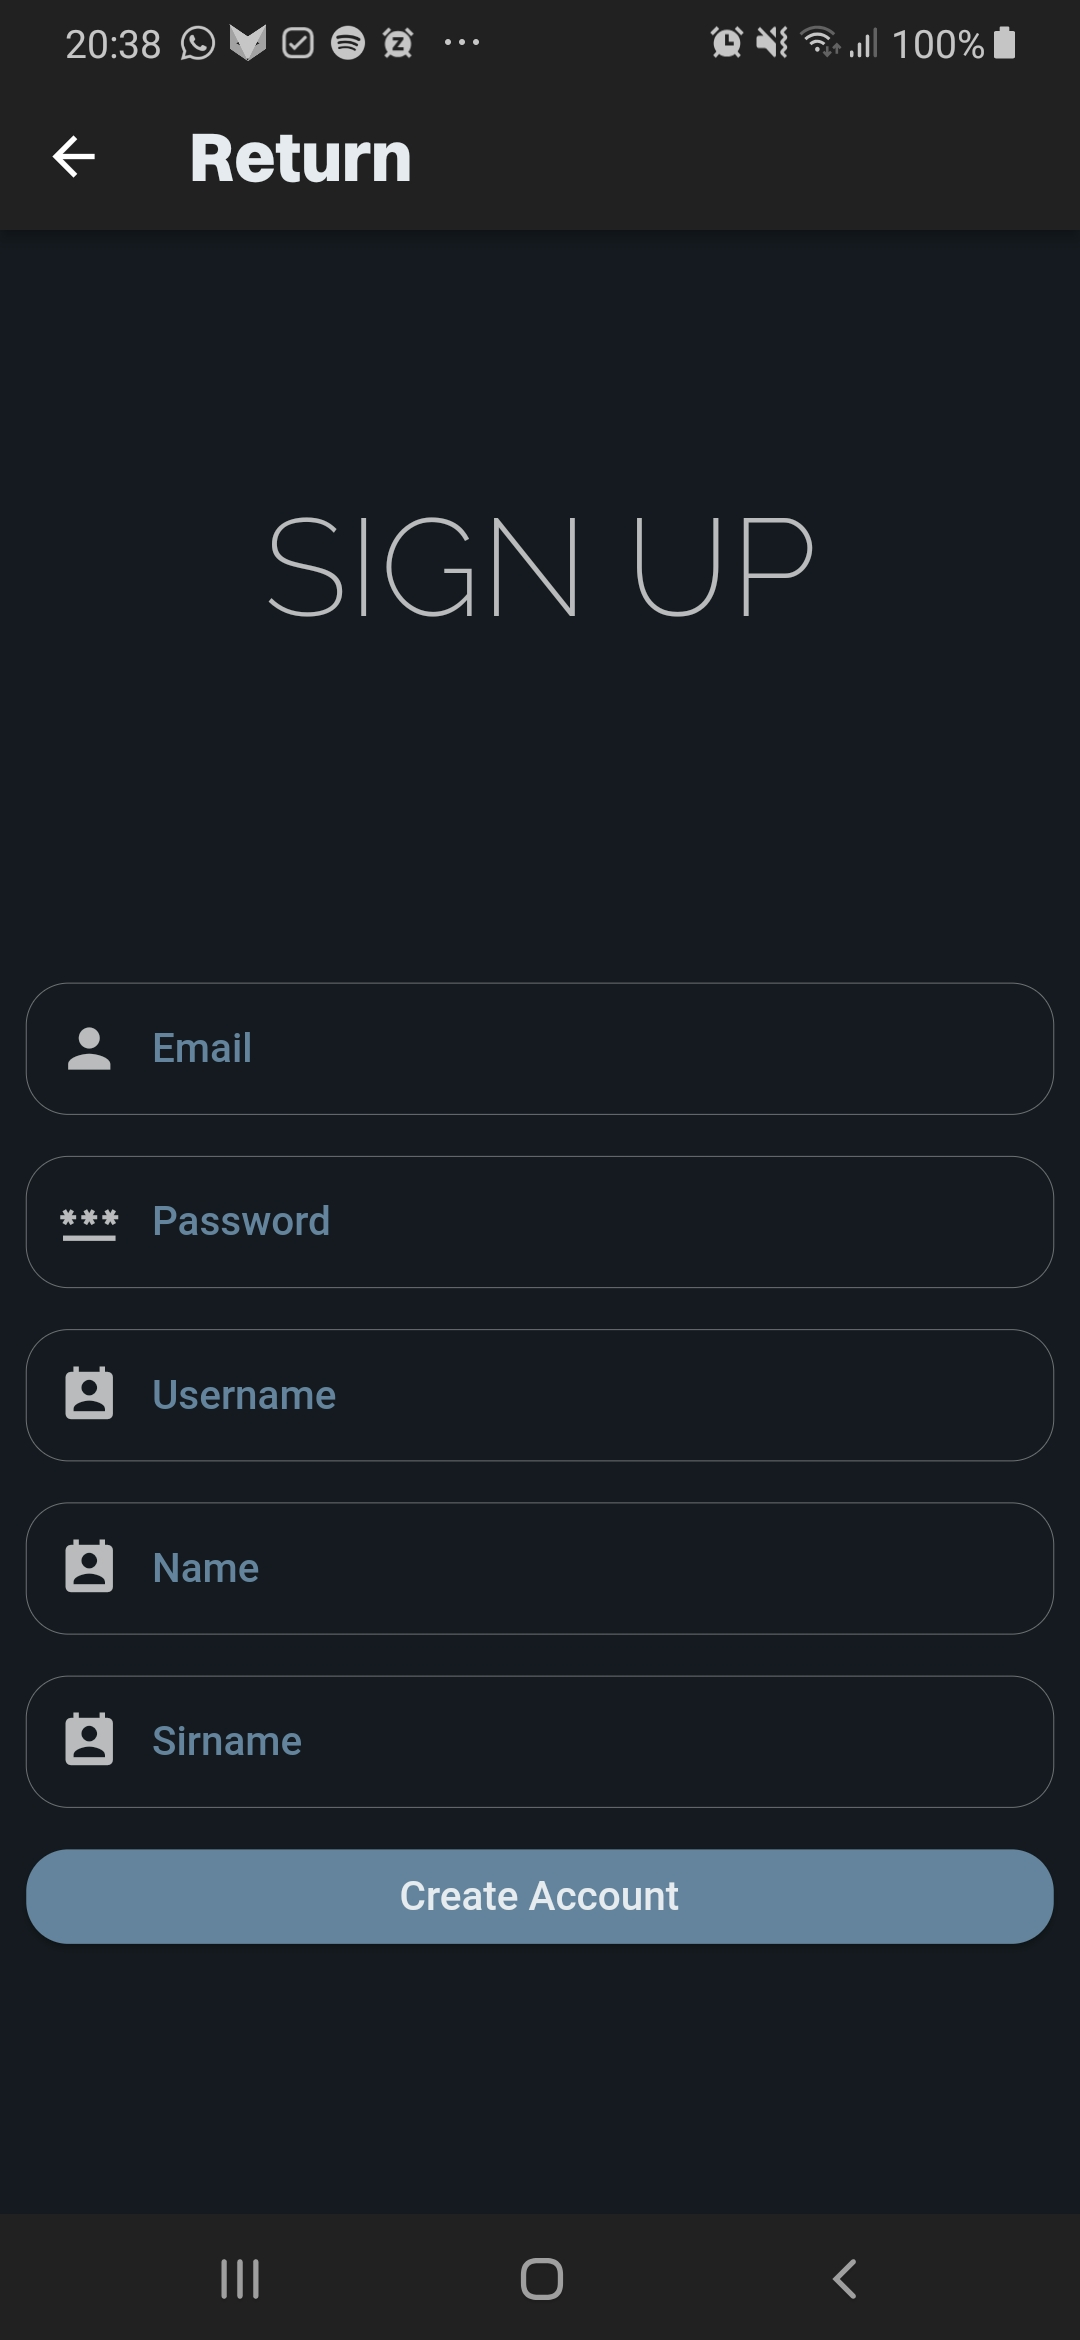 20:38 100%
Return
SIGN UP
Email
Password
Username
Name
Sirname
Create Account